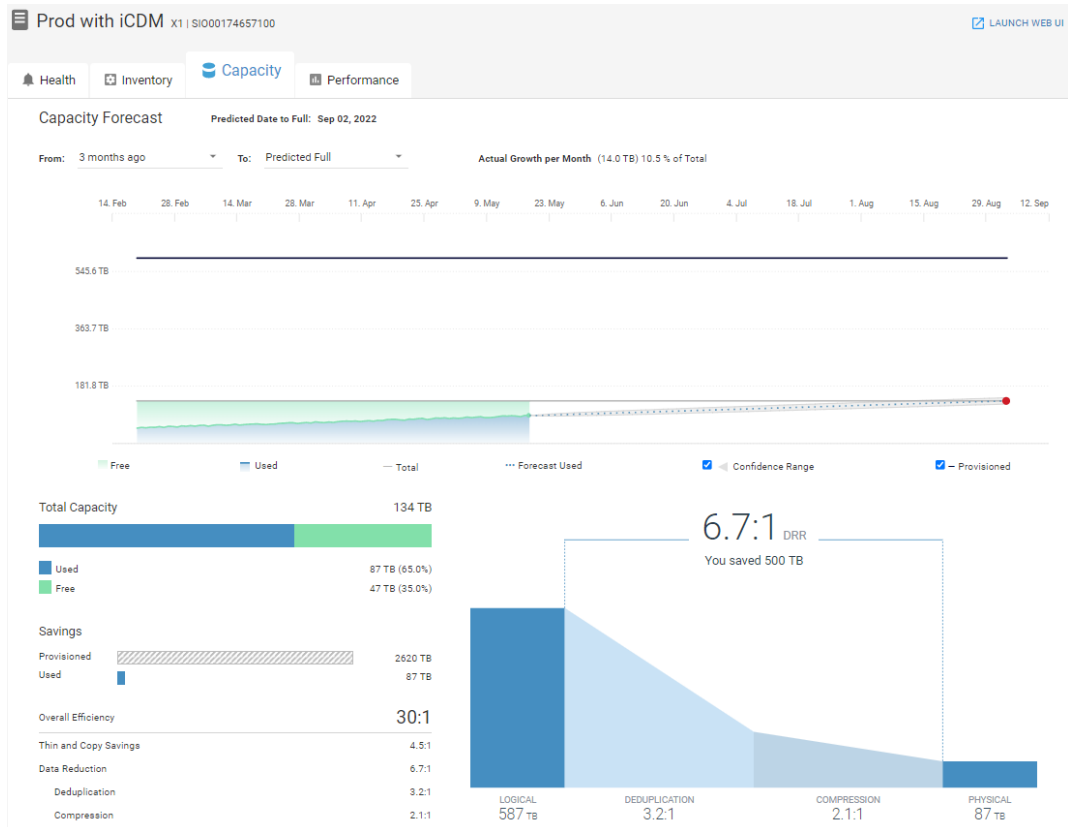 Prod with iCDM X1 | SIO00174657100
LAUNCH WEB UI
Health Inventory Capacity Performance
Capacity Forecast Predicted Date to Full: Sep 02, 2022
From: 3 months ago To: Predicted Full Actual Growth per Month (14.0 TB) 10.5 % of Total
14. Feb 28. Feb 14. Mar 28. Mar 11. Apr 25. Apr 9. May 23. May 6. Jun 20. Jun 4. Jul 18. Jul 1. Aug 15. Aug 29. Aug 12. Sep
545.6 TB
363.7 TB
181.8 TB
Free Used Total Forecast Used Confidence Range Provisioned
Total Capacity 134 TB
Used 87 TB (65.0%)
Free 47 TB (35.0%)
Savings
Provisioned 2620 TB
Used 87 TB
Overall Efficiency 30:1
Thin and Copy Savings 4.5:1
Data Reduction 6.7:1
Deduplication 3.2:1
Compression 2.1:1
6.7:1 DRR
You saved 500 TB
LOGICAL DEDUPLICATION COMPRESSION PHYSICAL
587 TB 3.2:1 2.1:1 87 TB